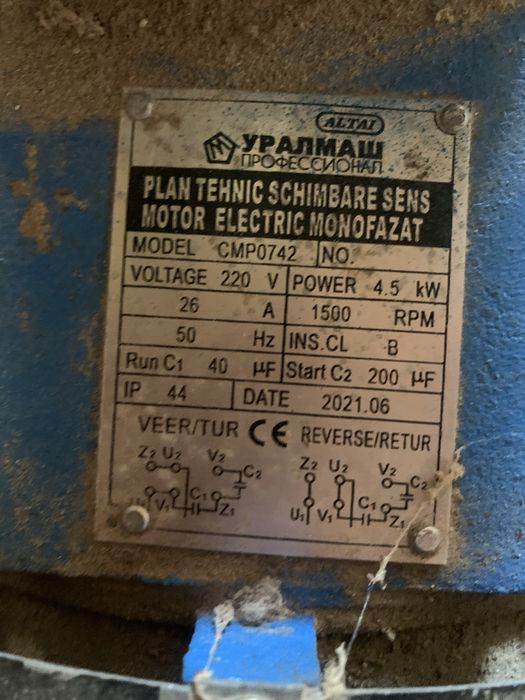 ALTAI
УРАЛМАШ
ПРОФЕССИОНАЛ
PLAN TEHNIC SCHIMBARE SENS
MOTOR ELECTRIC MONOFAZAT
MODEL CMP0742 NO.
VOLTAGE 220 V POWER 4.5 kW
26 A 1500 RPM
50 Hz INS.CL B
Run C1 40 μF Start C2 200 μF
IP 44 DATE 2021.06
VEER/TUR CE REVERSE/RETUR
Z2 U2 V2 C2 Z2 U2 V2 C2
U1 V1 C1 Z1 U1 V1 C1 Z1